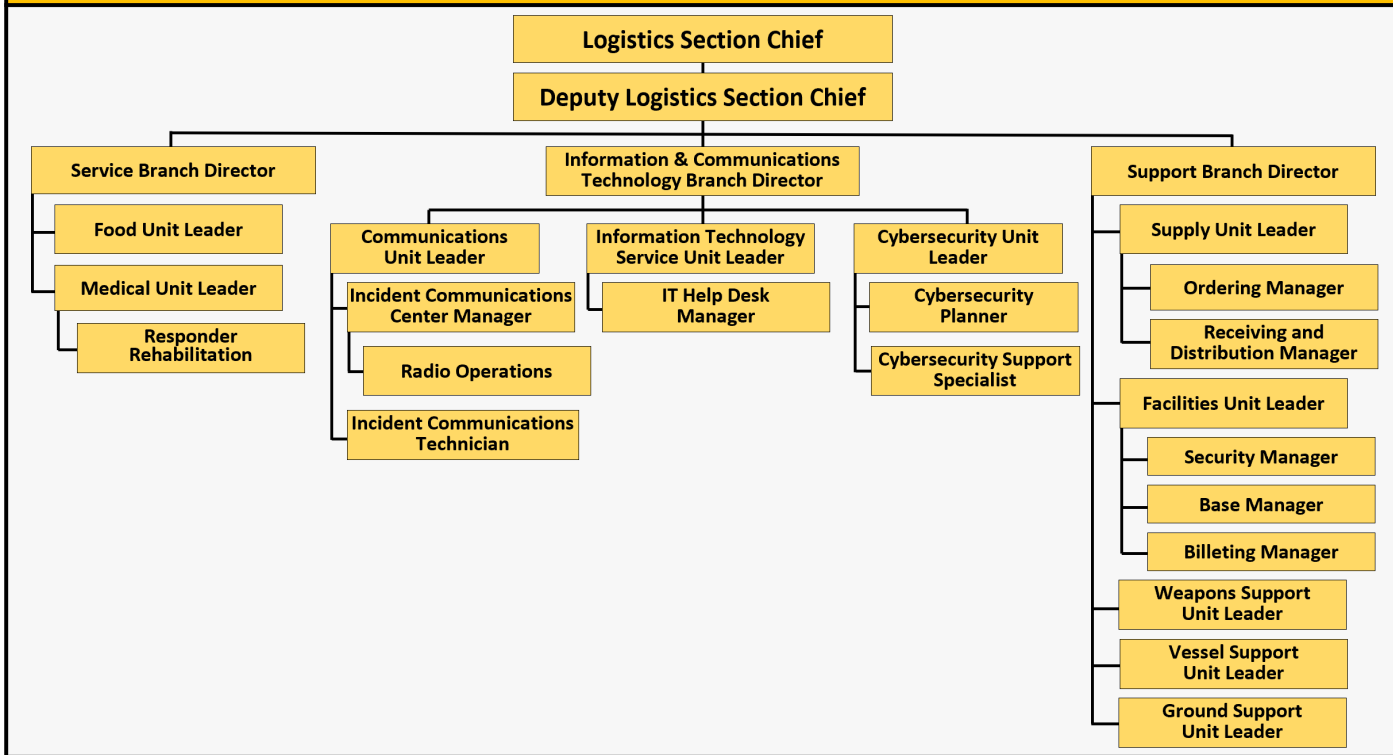 Logistics Section Chief
Deputy Logistics Section Chief
Service Branch Director
Food Unit Leader
Medical Unit Leader
Responder
Rehabilitation
Information & Communications
Technology Branch Director
Communications
Unit Leader
Incident Communications
Center Manager
Radio Operations
Incident Communications
Technician
Information Technology
Service Unit Leader
IT Help Desk
Manager
Cybersecurity Unit
Leader
Cybersecurity
Planner
Cybersecurity Support
Specialist
Support Branch Director
Supply Unit Leader
Ordering Manager
Receiving and
Distribution Manager
Facilities Unit Leader
Security Manager
Base Manager
Billeting Manager
Weapons Support
Unit Leader
Vessel Support
Unit Leader
Ground Support
Unit Leader